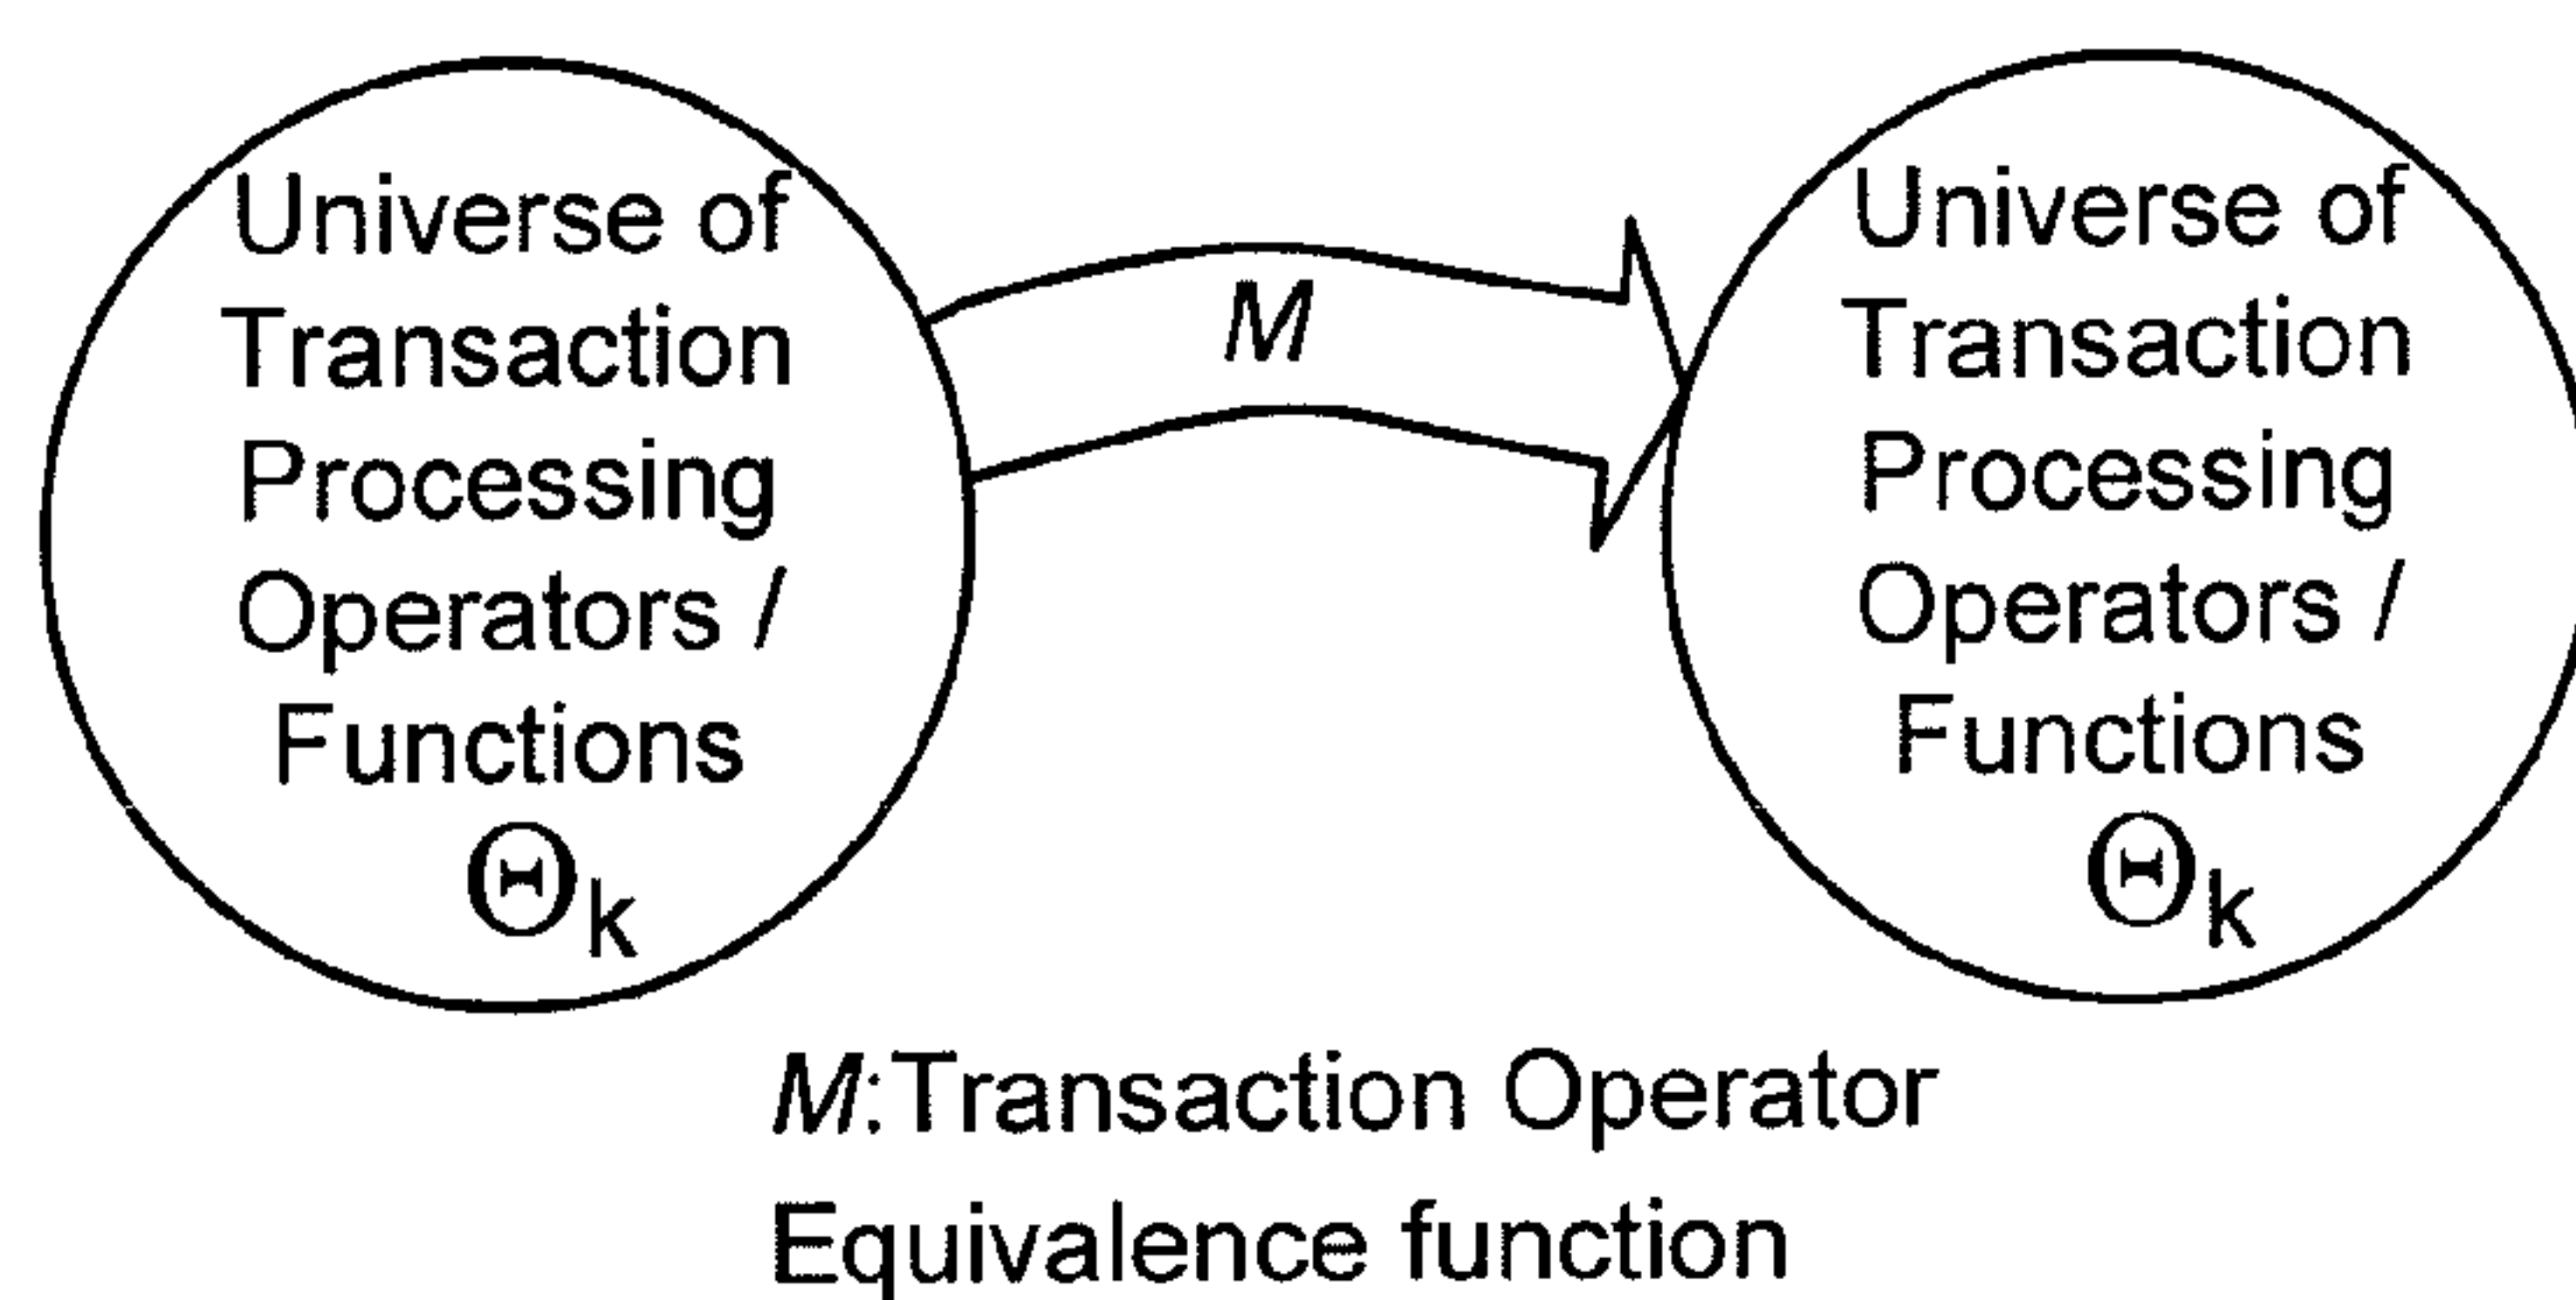 Universe of
Transaction
Processing
Operators /
Functions
Θk
M
Universe of
Transaction
Processing
Operators /
Functions
Θk
M:Transaction Operator
Equivalence function